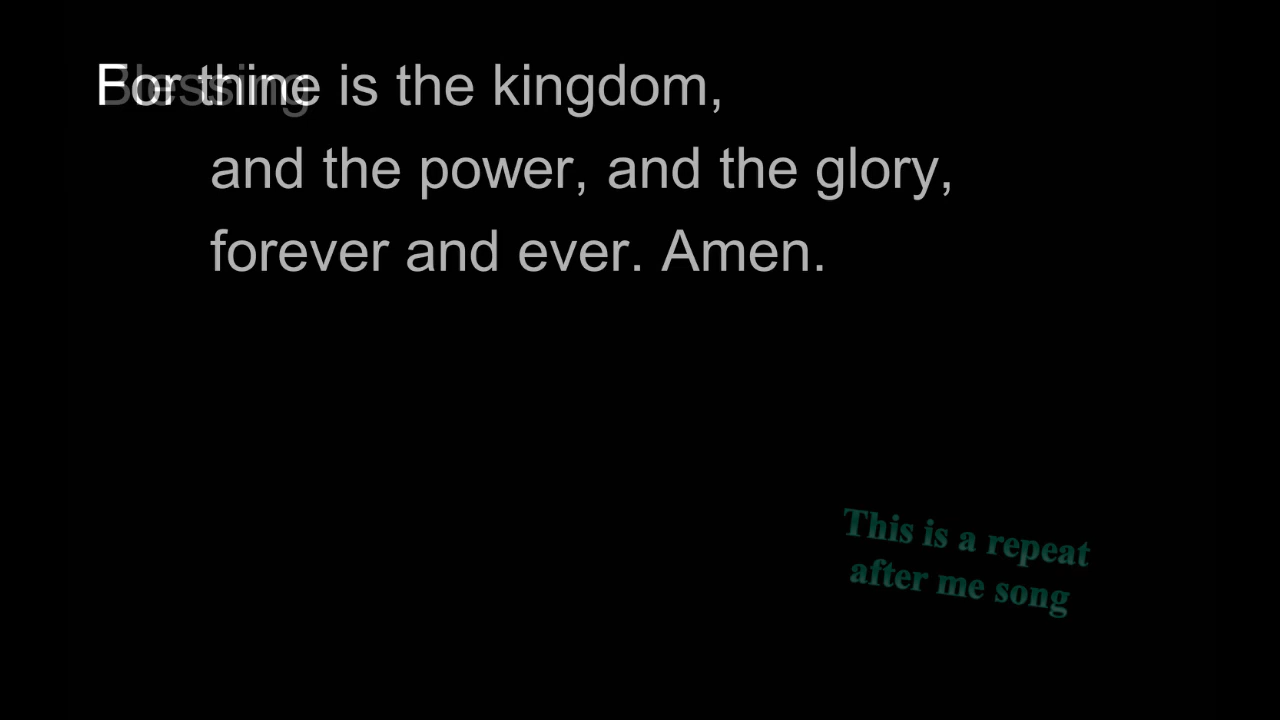 For thine is the kingdom,
Blessing
and the power, and the glory,
forever and ever. Amen.
This is a repeat
after me song